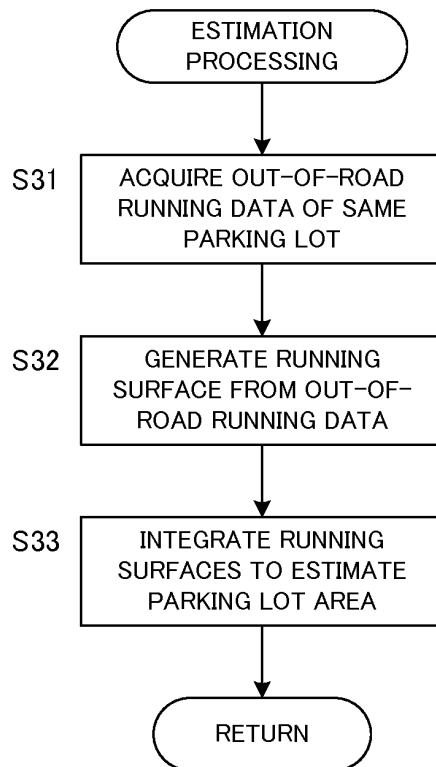 ESTIMATION
PROCESSING
S31
ACQUIRE OUT-OF-ROAD
RUNNING DATA OF SAME
PARKING LOT
S32
GENERATE RUNNING
SURFACE FROM OUT-OF-
ROAD RUNNING DATA
S33
INTEGRATE RUNNING
SURFACES TO ESTIMATE
PARKING LOT AREA
RETURN